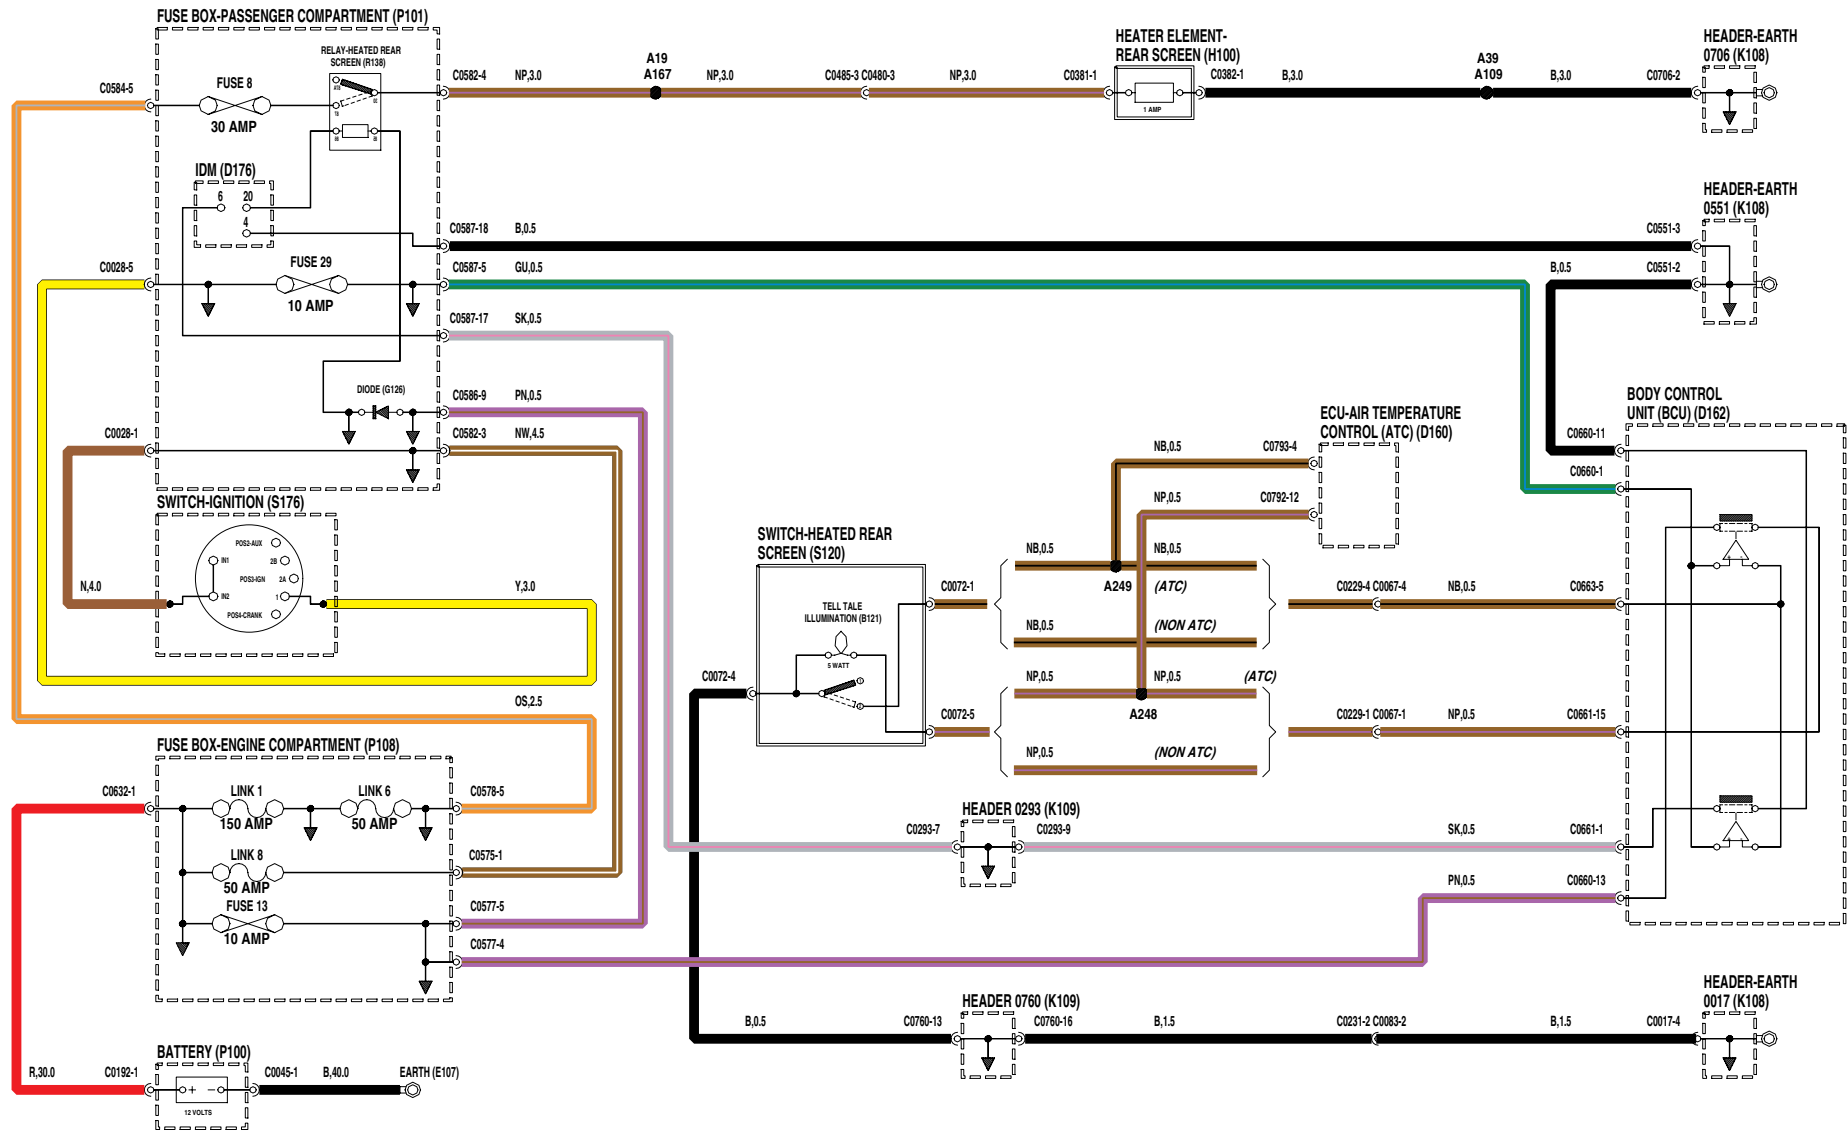 FUSE BOX-PASSENGER COMPARTMENT (P101)
RELAY-HEATED REAR
SCREEN (R138)
C0584-5
FUSE 8
30 AMP
C0582-4
NP,3.0
A19
A167
NP,3.0
C0485-3 C0480-3
NP,3.0
C0381-1
HEATER ELEMENT-
REAR SCREEN (H100)
1 AMP
C0382-1
B,3.0
A39
A109
B,3.0
C0706-2
HEADER-EARTH
0706 (K108)
IDM (D176)
6
20
4
C0587-18
B,0.5
C0551-3
HEADER-EARTH
0551 (K108)
C0028-5
FUSE 29
10 AMP
C0587-5
GU,0.5
B,0.5
C0551-2
C0587-17
SK,0.5
DIODE (G126)
C0586-9
PN,0.5
C0028-1
C0582-3
NW,4.5
ECU-AIR TEMPERATURE
CONTROL (ATC) (D160)
BODY CONTROL
UNIT (BCU) (D162)
C0660-11
C0660-1
NB,0.5
C0793-4
NP,0.5
C0792-12
SWITCH-IGNITION (S176)
POS2-AUX
IN1
2B
POS3-IGN
2A
IN2
1
POS4-CRANK
N,4.0
Y,3.0
SWITCH-HEATED REAR
SCREEN (S120)
TELL TALE
ILLUMINATION (B121)
5 WATT
C0072-1
C0072-4
C0072-5
NB,0.5
NB,0.5
A249
(ATC)
NB,0.5
(NON ATC)
C0229-4 C0067-4
NB,0.5
C0663-5
NP,0.5
NP,0.5
(ATC)
A248
NP,0.5
(NON ATC)
C0229-1 C0067-1
NP,0.5
C0661-15
OS,2.5
FUSE BOX-ENGINE COMPARTMENT (P108)
C0632-1
LINK 1
150 AMP
LINK 6
50 AMP
C0578-5
LINK 8
50 AMP
C0575-1
FUSE 13
10 AMP
C0577-5
C0577-4
HEADER 0293 (K109)
C0293-7
C0293-9
SK,0.5
C0661-1
PN,0.5
C0660-13
HEADER 0760 (K109)
B,0.5
C0760-13
C0760-16
B,1.5
C0231-2 C0083-2
B,1.5
C0017-4
HEADER-EARTH
0017 (K108)
BATTERY (P100)
R,30.0
C0192-1
+
−
12 VOLTS
C0045-1
B,40.0
EARTH (E107)